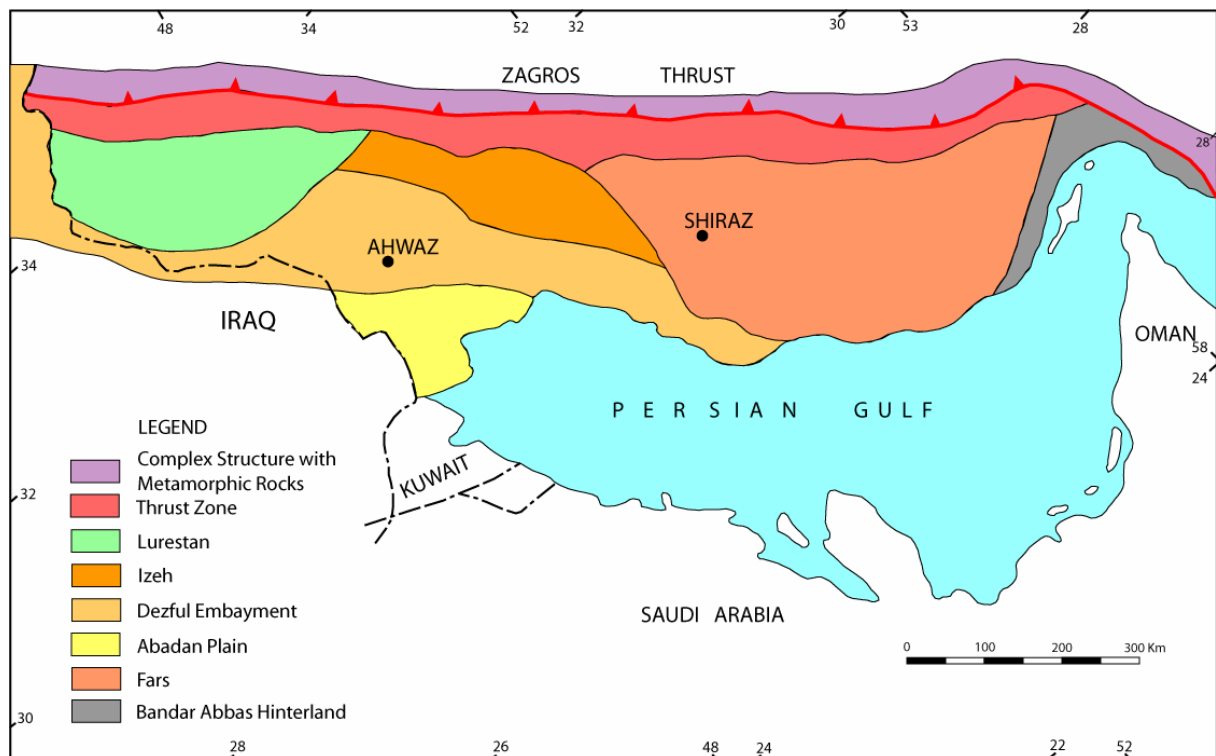 48 34 52 32 30 53 28
ZAGROS THRUST
28
SHIRAZ
AHWAZ
34
IRAQ
OMAN
58
24
PERSIAN GULF
LEGEND
Complex Structure with
Metamorphic Rocks
Thrust Zone
Lurestan
Izeh
Dezful Embayment
Abadan Plain
Fars
Bandar Abbas Hinterland
KUWAIT
32
SAUDI ARABIA
0 100 200 300 Km
30
28 26 48 24 22 52